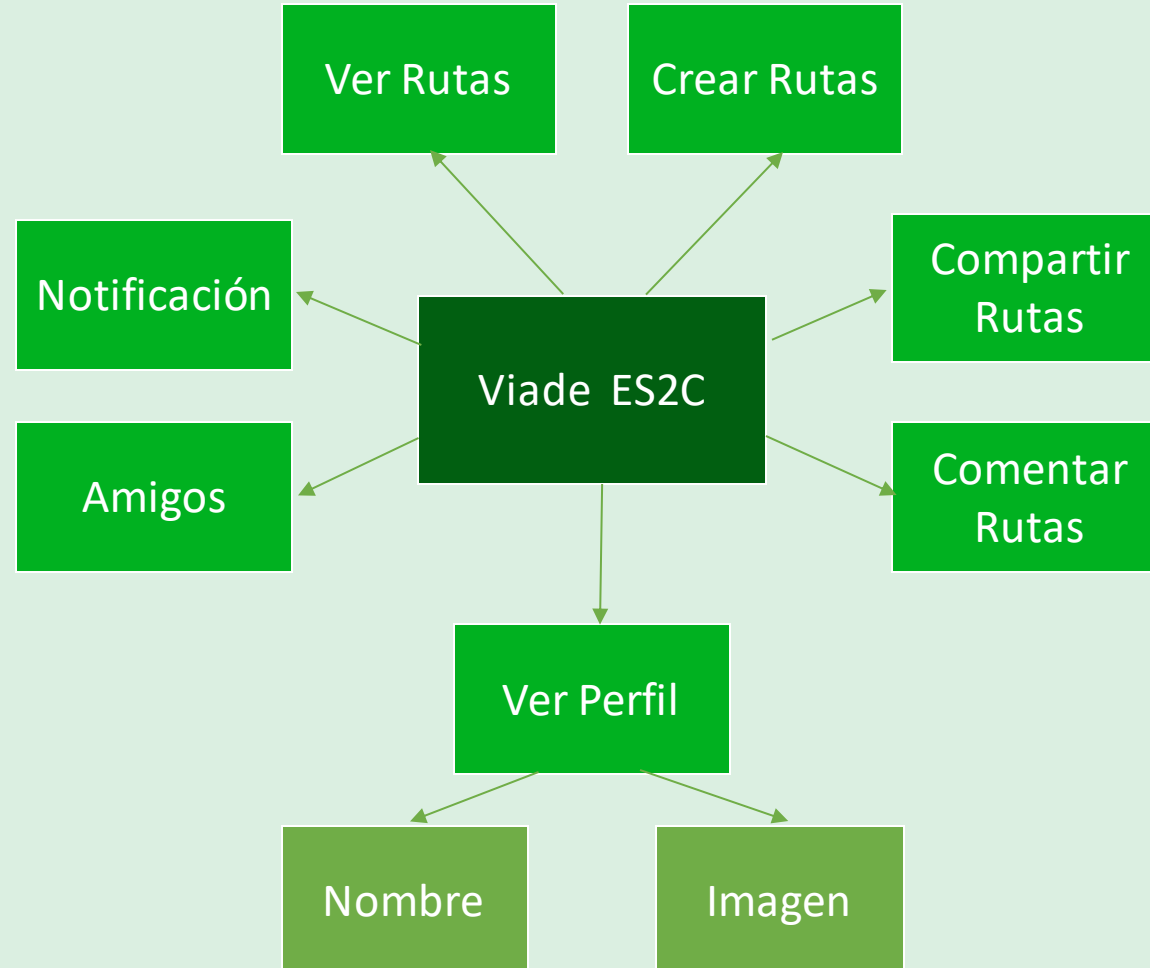 Ver Rutas
Crear Rutas
Notificación
Compartir
Rutas
Viade ES2C
Amigos
Comentar
Rutas
Ver Perfil
Nombre
Imagen